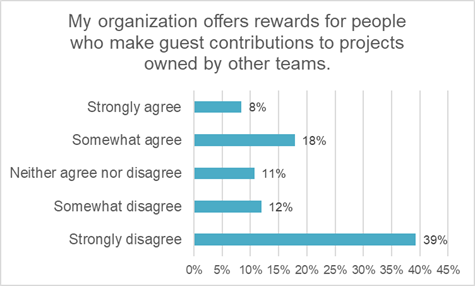 My organization offers rewards for people
who make guest contributions to projects
owned by other teams.
Strongly agree 8%
Somewhat agree 18%
Neither agree nor disagree 11%
Somewhat disagree 12%
Strongly disagree 39%
0% 5% 10% 15% 20% 25% 30% 35% 40% 45%